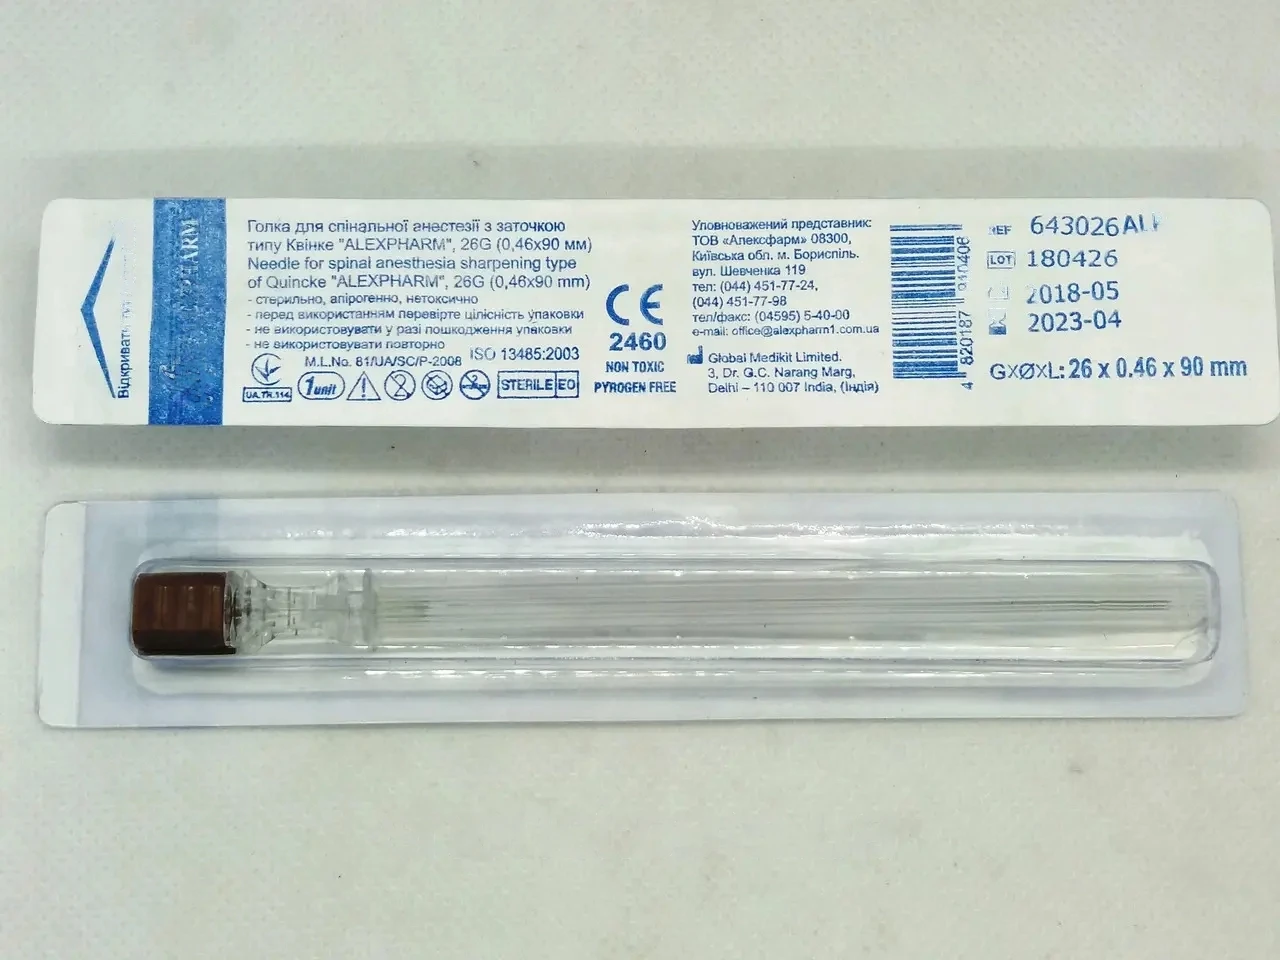 Відкривати
Голка для спінальної анестезії з заточкою
типу Квінке "ALEXPHARM", 26G (0,46x90 мм)
Needle for spinal anesthesia sharpening type
of Quincke "ALEXPHARM", 26G (0,46x90 mm)
- стерильно, апірогенно, нетоксично
- перед використанням перевірте цілісність упаковки
- не використовувати у разі пошкодження упаковки
- не використовувати повторно
M.L.No. 81/UA/SC/P-2008 ISO 13485:2003
UA.TR.114 1unit STERILE EO
CE
2460
NON TOXIC
PYROGEN FREE
Уповноважений представник:
ТОВ «Алексфарм» 08300,
Київська обл. м. Бориспіль.
вул. Шевченка 119
тел: (044) 451-77-24,
(044) 451-77-98
тел/факс: (04595) 5-40-00
e-mail: office@alexpharm1.com.ua
Global Medikit Limited.
3, Dr. G.C. Narang Marg,
Delhi – 110 007 India, (Індія)
4 820187 910406
REF 643026AL
LOT 180426
2018-05
2023-04
GxØxL: 26 x 0.46 x 90 mm